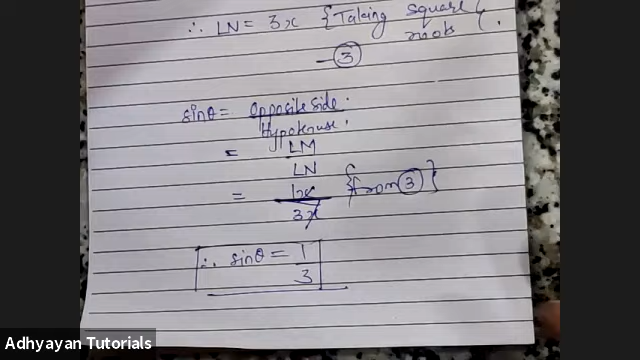 ∴ LN = 3x {Taking square
roots}.
- ③
sinθ = Opposite side.
Hypotenuse.
= LM
LN
= 1x {from ③}
3x
∴ sinθ = 1
3
Adhyayan Tutorials